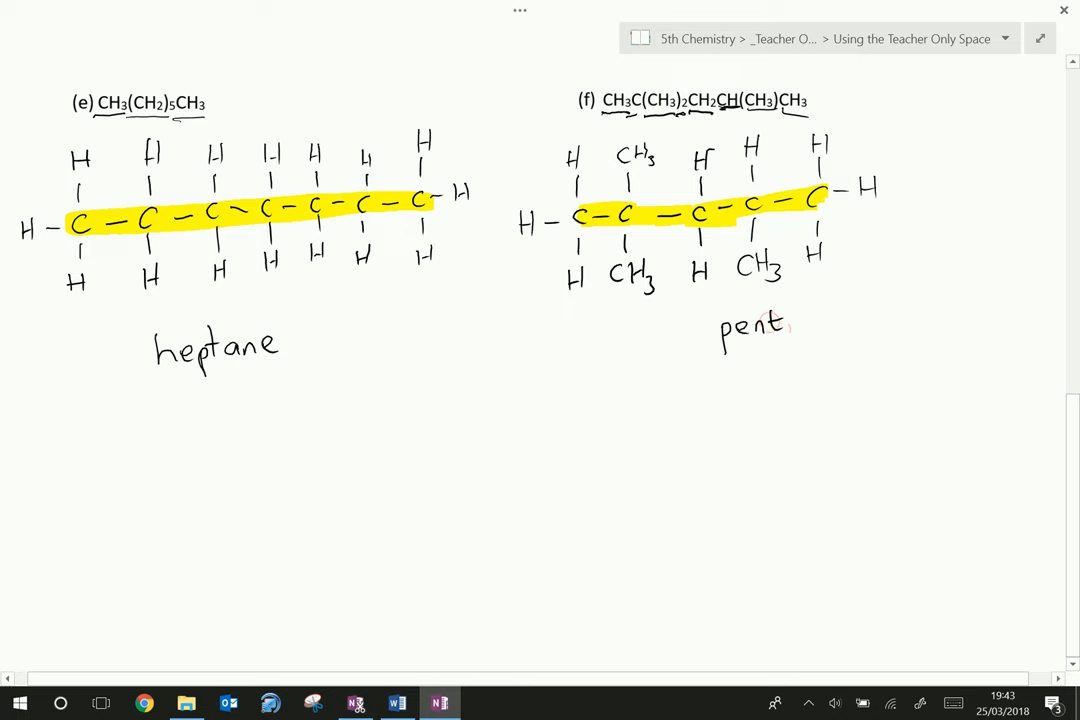 5th Chemistry > _Teacher O... > Using the Teacher Only Space
(e) CH3(CH2)5CH3
H H H H H H H
H - C - C - C - C - C - C - C - H
H H H H H H H
heptane
(f) CH3C(CH3)2CH2CH(CH3)CH3
H CH3 H H H
H - C - C - C - C - C - H
H CH3 H CH3 H
pent
19:43
25/03/2018
3